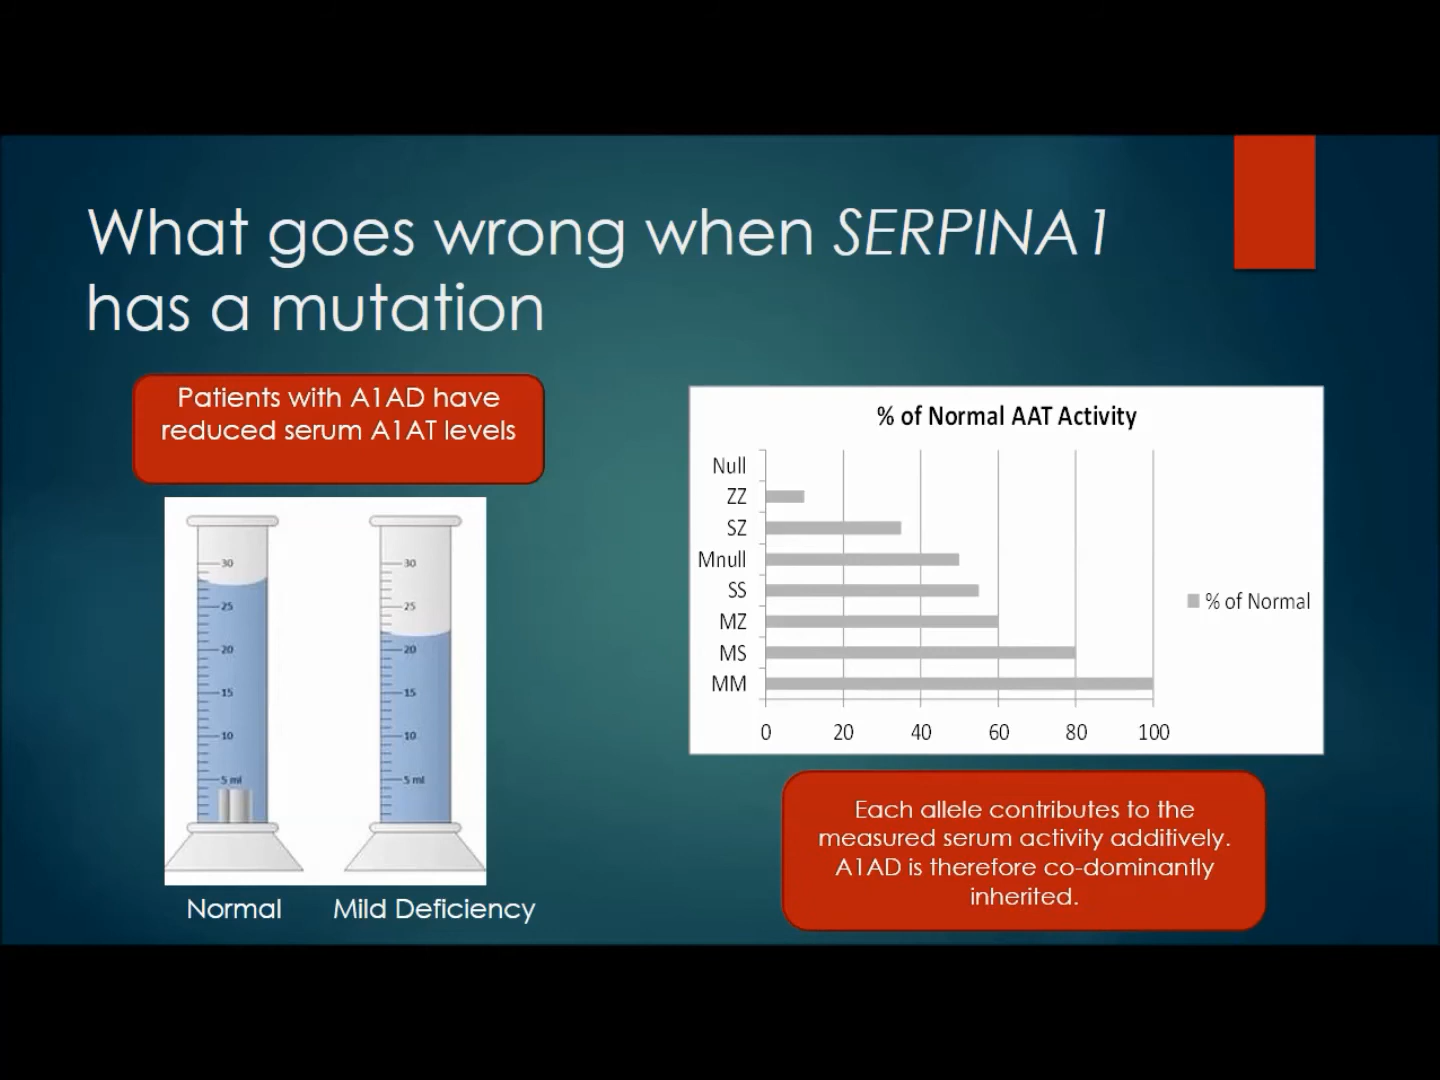 What goes wrong when SERPINA1
has a mutation
Patients with A1AD have
reduced serum A1AT levels
30
25
20
15
10
5 ml
30
25
20
15
10
5 ml
Normal
Mild Deficiency
% of Normal AAT Activity
Null
ZZ
SZ
Mnull
SS
MZ
MS
MM
0 20 40 60 80 100
% of Normal
Each allele contributes to the
measured serum activity additively.
A1AD is therefore co-dominantly
inherited.